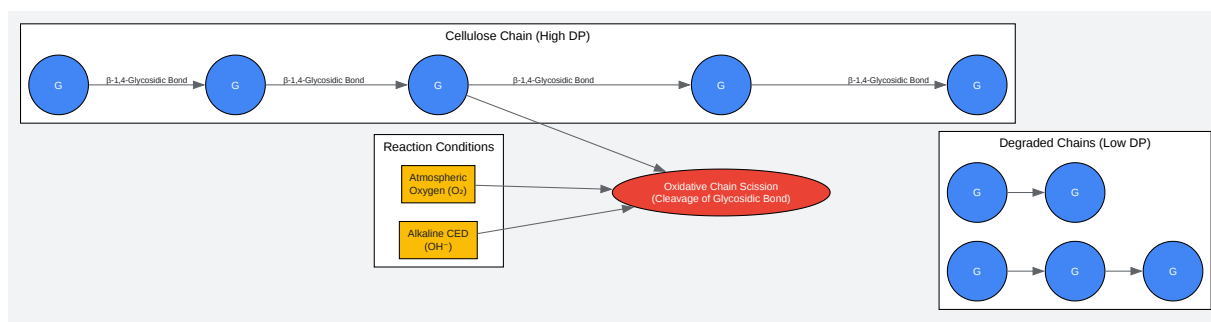 Cellulose Chain (High DP)
G
β-1,4-Glycosidic Bond
G
β-1,4-Glycosidic Bond
G
β-1,4-Glycosidic Bond
G
β-1,4-Glycosidic Bond
G
Reaction Conditions
Atmospheric
Oxygen (O₂)
Alkaline CED
(OH⁻)
Oxidative Chain Scission
(Cleavage of Glycosidic Bond)
Degraded Chains (Low DP)
G
G
G
G
G